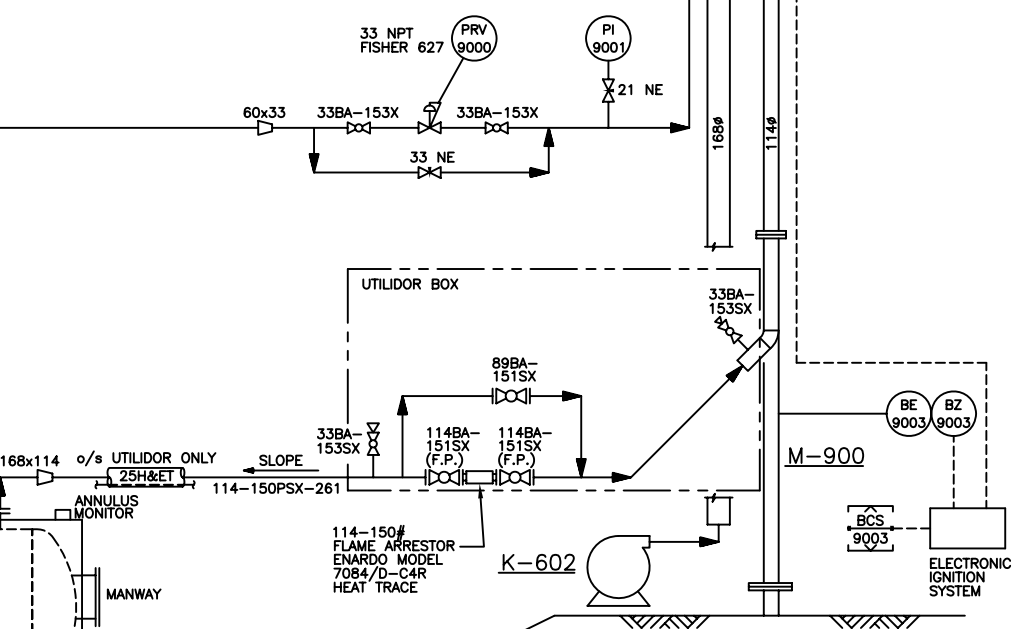 33 NPT
FISHER 627
PRV
9000
PI
9001
21 NE
60x33
33BA-153X
33BA-153X
33 NE
168ø
114ø
UTILIDOR BOX
33BA-
153SX
89BA-
151SX
33BA-
153SX
114BA-
151SX
(F.P.)
114BA-
151SX
(F.P.)
BE
9003
BZ
9003
M-900
168x114
o/s UTILIDOR ONLY
25H&ET
SLOPE
114-150PSX-261
ANNULUS
MONITOR
114-150#
FLAME ARRESTOR
ENARDO MODEL
7084/D-C4R
HEAT TRACE
K-602
BCS
9003
ELECTRONIC
IGNITION
SYSTEM
MANWAY